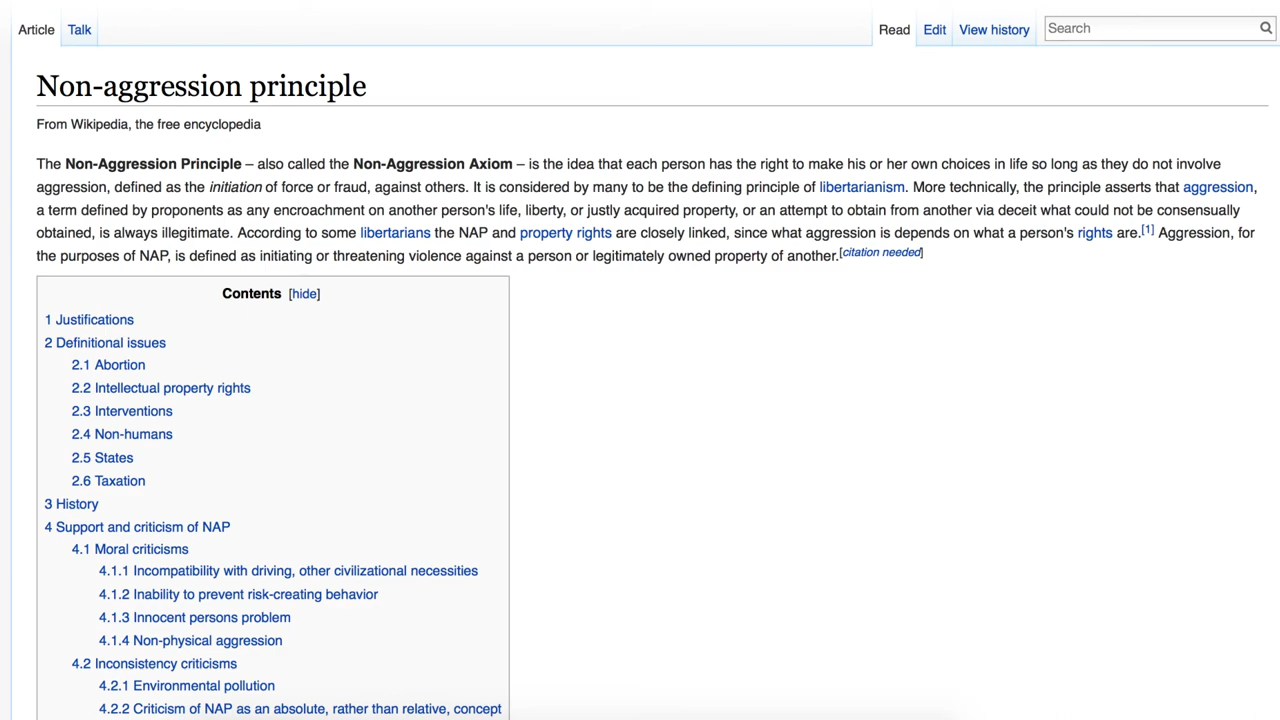 Article Talk Read Edit View history Search
Non-aggression principle
From Wikipedia, the free encyclopedia
The Non-Aggression Principle – also called the Non-Aggression Axiom – is the idea that each person has the right to make his or her own choices in life so long as they do not involve
aggression, defined as the initiation of force or fraud, against others. It is considered by many to be the defining principle of libertarianism. More technically, the principle asserts that aggression,
a term defined by proponents as any encroachment on another person's life, liberty, or justly acquired property, or an attempt to obtain from another via deceit what could not be consensually
obtained, is always illegitimate. According to some libertarians the NAP and property rights are closely linked, since what aggression is depends on what a person's rights are.[1] Aggression, for
the purposes of NAP, is defined as initiating or threatening violence against a person or legitimately owned property of another.[citation needed]
Contents [hide]
1 Justifications
2 Definitional issues
2.1 Abortion
2.2 Intellectual property rights
2.3 Interventions
2.4 Non-humans
2.5 States
2.6 Taxation
3 History
4 Support and criticism of NAP
4.1 Moral criticisms
4.1.1 Incompatibility with driving, other civilizational necessities
4.1.2 Inability to prevent risk-creating behavior
4.1.3 Innocent persons problem
4.1.4 Non-physical aggression
4.2 Inconsistency criticisms
4.2.1 Environmental pollution
4.2.2 Criticism of NAP as an absolute, rather than relative, concept